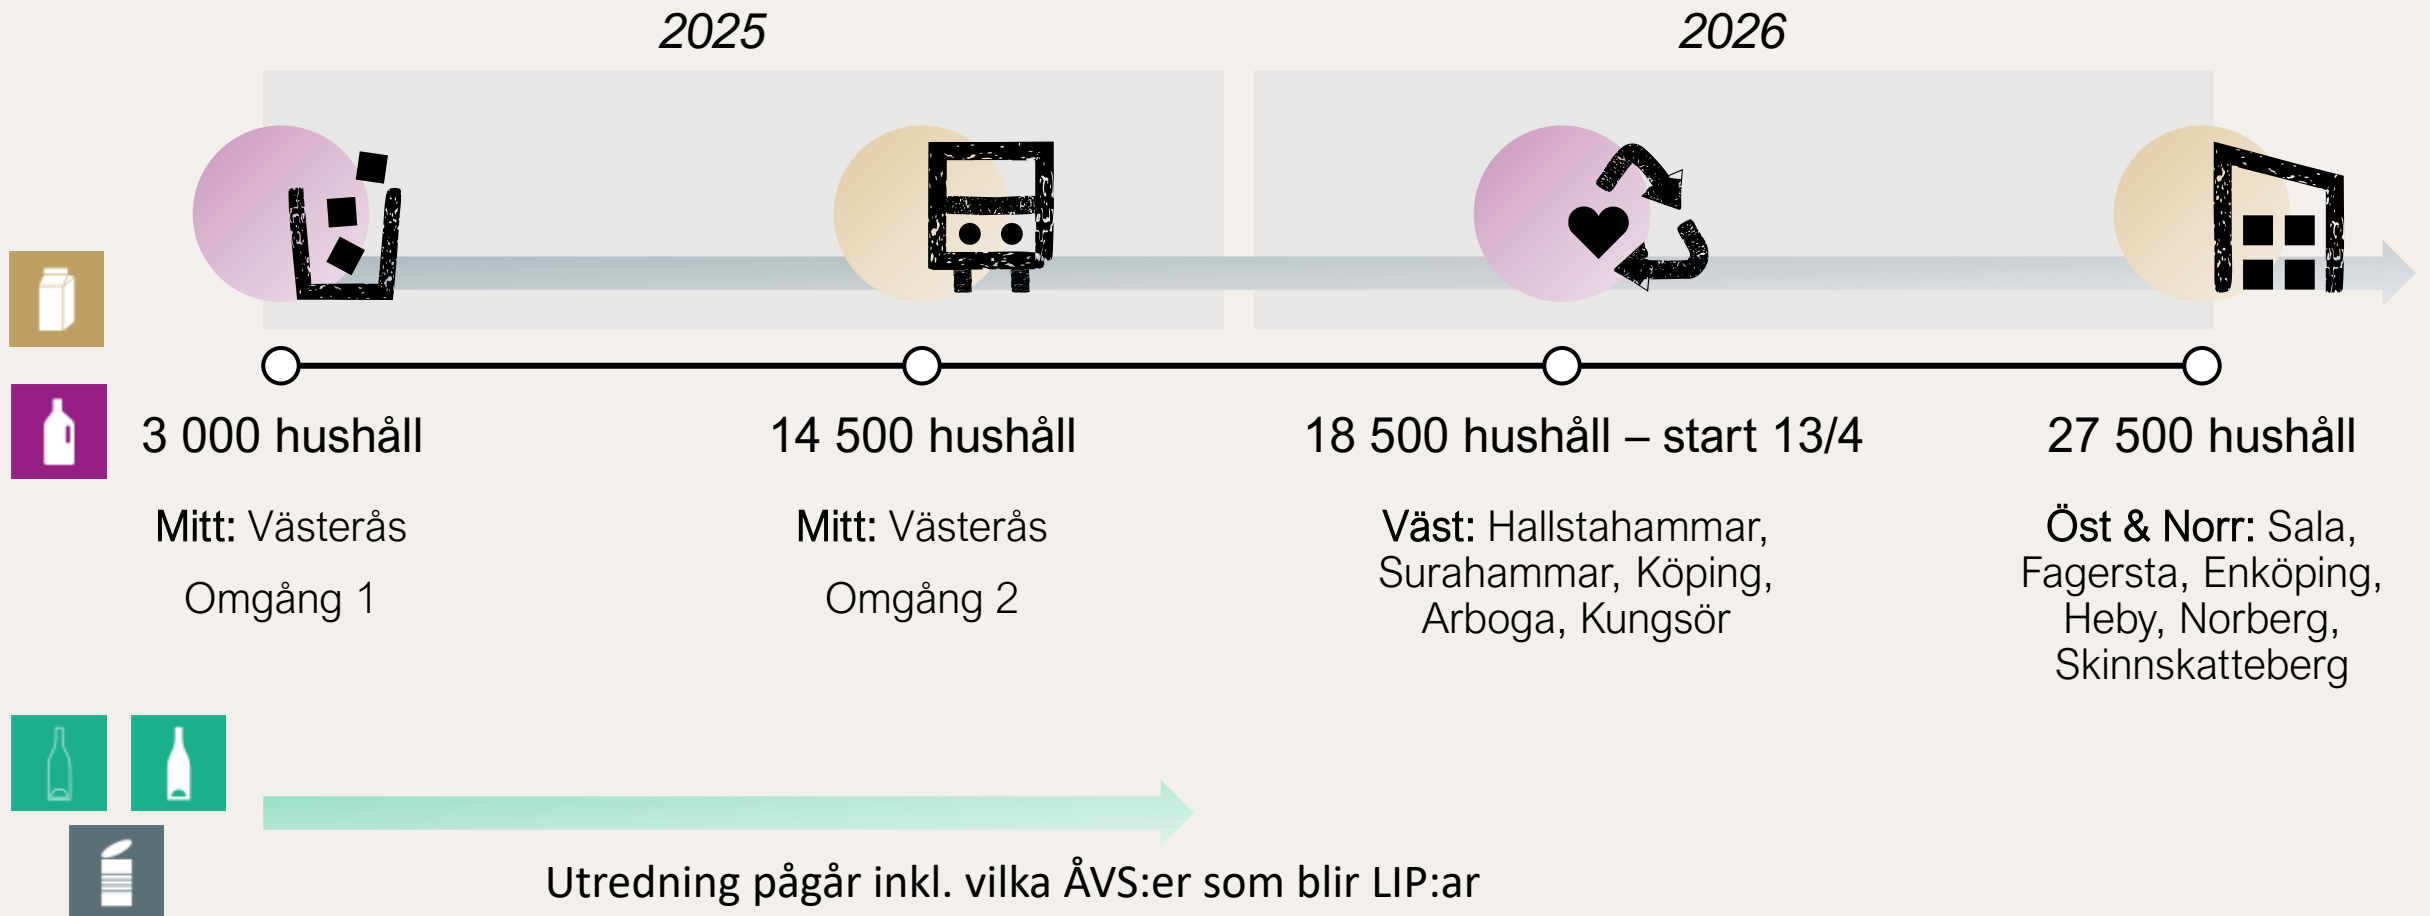 2025
2026
3 000 hushåll
Mitt: Västerås
Omgång 1
14 500 hushåll
Mitt: Västerås
Omgång 2
18 500 hushåll – start 13/4
Väst: Hallstahammar,
Surahammar, Köping,
Arboga, Kungsör
27 500 hushåll
Öst & Norr: Sala,
Fagersta, Enköping,
Heby, Norberg,
Skinnskatteberg
Utredning pågår inkl. vilka ÅVS:er som blir LIP:ar